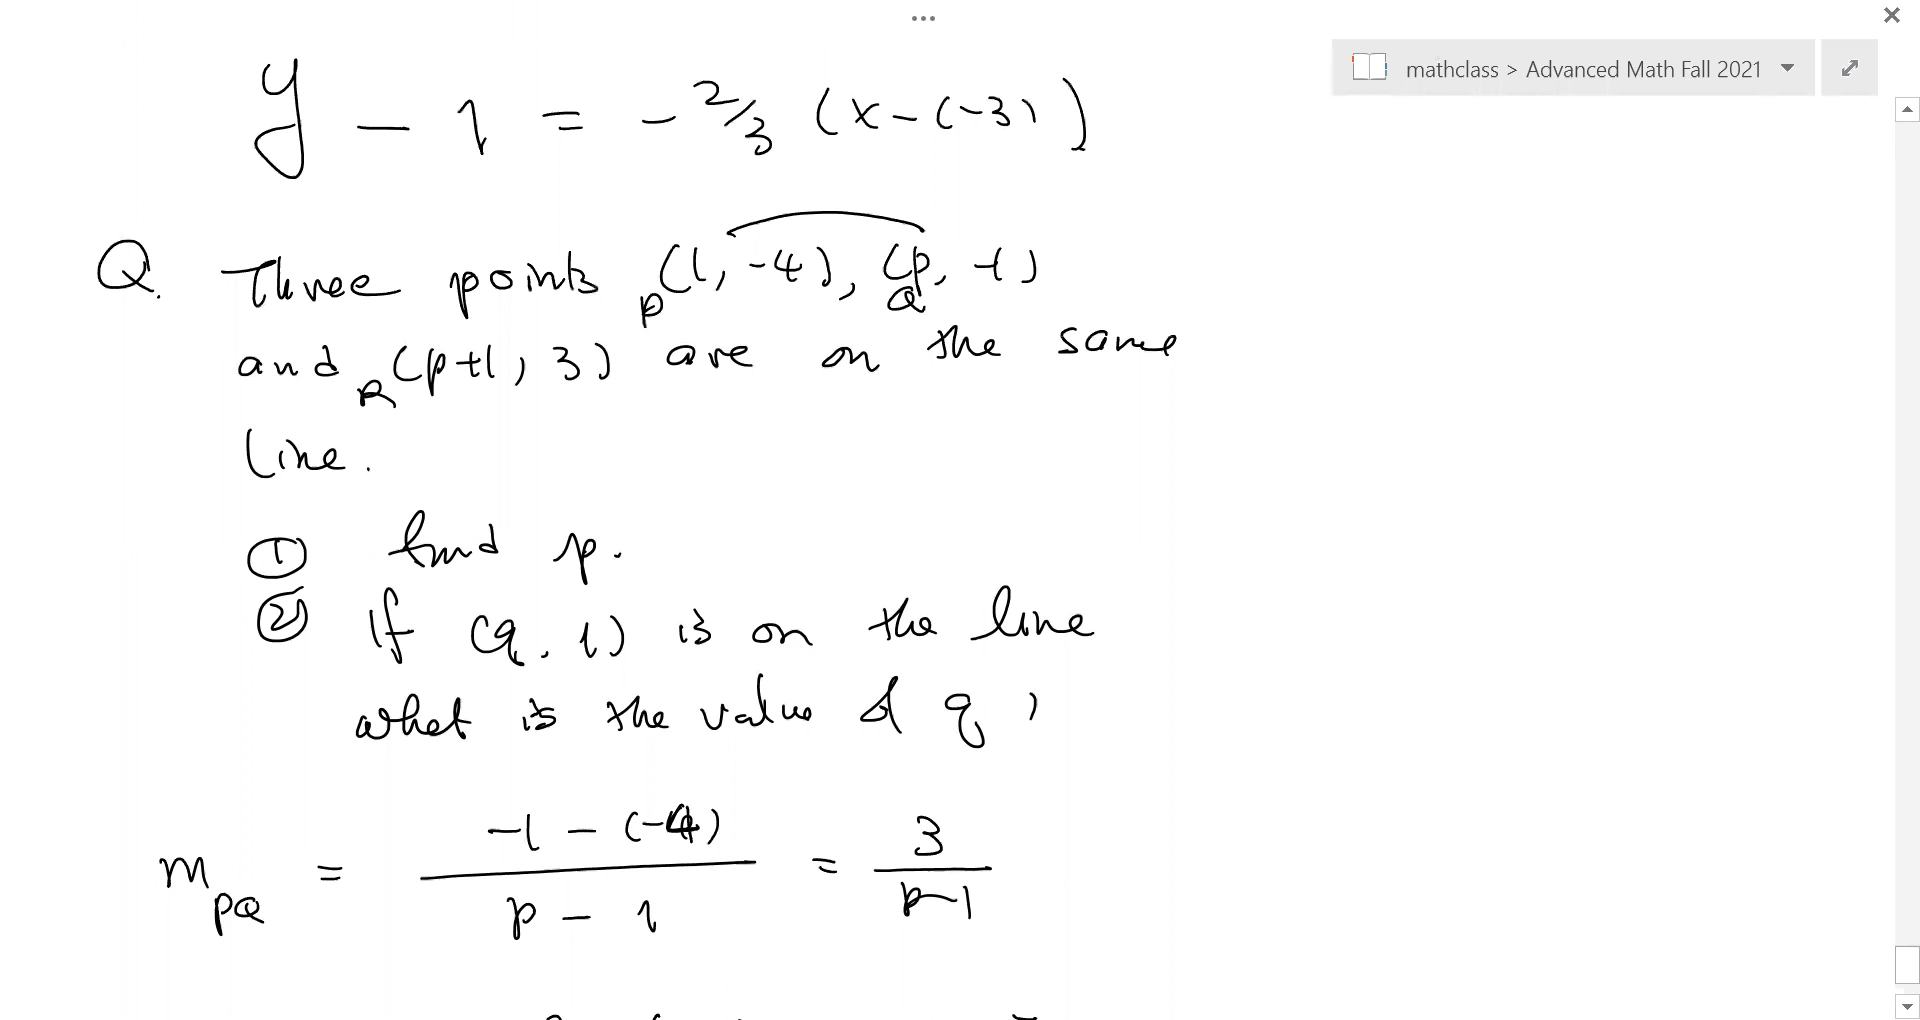 mathclass > Advanced Math Fall 2021
y - 1 = -2/3 (x-(-3))
Q. Three points P(1, -4), Q(p, -1)
and R(p+1, 3) are on the same
line.
① find p.
② If (q, 1) is on the line
what is the value of q ?
m_PQ = (-1 - (-4)) / (p - 1) = 3 / (p-1)